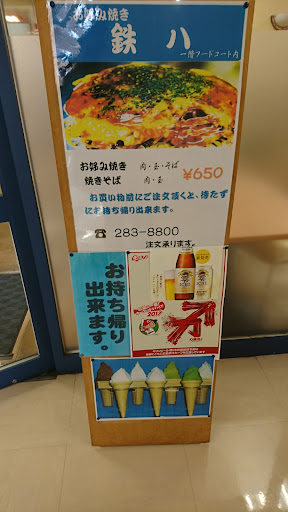 お好み焼き
鉄 八
一階フードコート内
お好み焼き 肉・玉・そば
焼きそば 肉・玉
¥650
お買い物前にご注文頂くと、待たず
にお持ち帰り出来ます。
☎ 283-8800
注文承ります。
お持ち帰り
出来ます。
2017